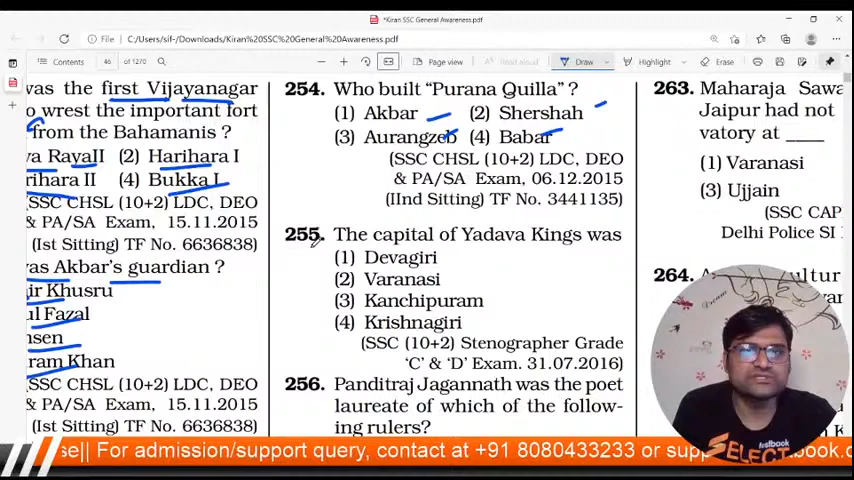 *Kiran SSC General Awareness.pdf
File
C:/Users/sif-/Downloads/Kiran%20SSC%20General%20Awareness.pdf
Contents
46
of 1270
Page view
Read aloud
Draw
Highlight
Erase
was the first Vijayanagar
o wrest the important fort
from the Bahamanis ?
va RayaII (2) Harihara I
rihara II (4) Bukka I
(SSC CHSL (10+2) LDC, DEO
& PA/SA Exam, 15.11.2015
(Ist Sitting) TF No. 6636838)
was Akbar's guardian ?
ir Khusru
ul Fazal
nsen
ram Khan
(SSC CHSL (10+2) LDC, DEO
& PA/SA Exam, 15.11.2015
(Ist Sitting) TF No. 6636838)
254. Who built "Purana Quilla" ?
(1) Akbar (2) Shershah
(3) Aurangzeb (4) Babar
(SSC CHSL (10+2) LDC, DEO
& PA/SA Exam, 06.12.2015
(IInd Sitting) TF No. 3441135)
255. The capital of Yadava Kings was
(1) Devagiri
(2) Varanasi
(3) Kanchipuram
(4) Krishnagiri
(SSC (10+2) Stenographer Grade
'C' & 'D' Exam. 31.07.2016)
256. Panditraj Jagannath was the poet
laureate of which of the follow-
ing rulers?
263. Maharaja Sawa
Jaipur had not
vatory at ____
(1) Varanasi
(3) Ujjain
(SSC CAP
Delhi Police SI
264.
ultur
testbook
SELECT
se|| For admission/support query, contact at +91 8080433233 or supp
book.c